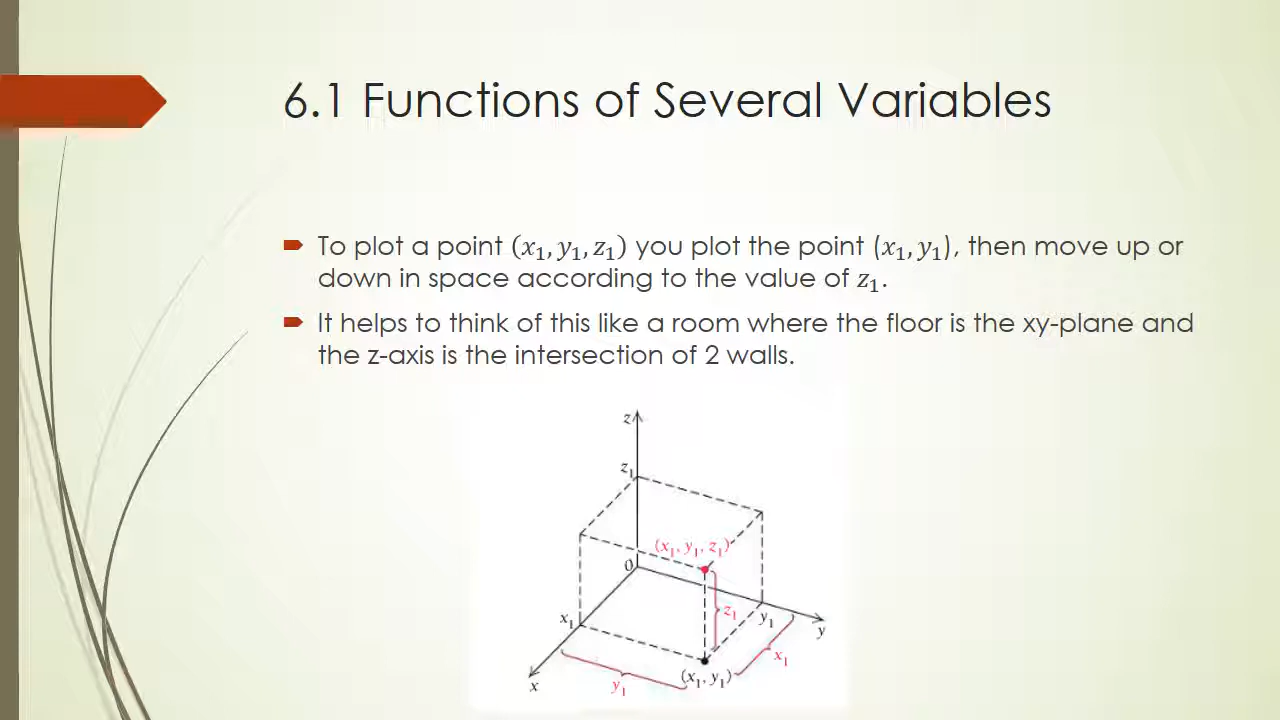 6.1 Functions of Several Variables
To plot a point (x₁, y₁, z₁) you plot the point (x₁, y₁), then move up or
down in space according to the value of z₁.
It helps to think of this like a room where the floor is the xy-plane and
the z-axis is the intersection of 2 walls.
z
z₁
(x₁, y₁, z₁)
0
z₁
x₁
y₁
y
x₁
(x₁, y₁)
y₁
x